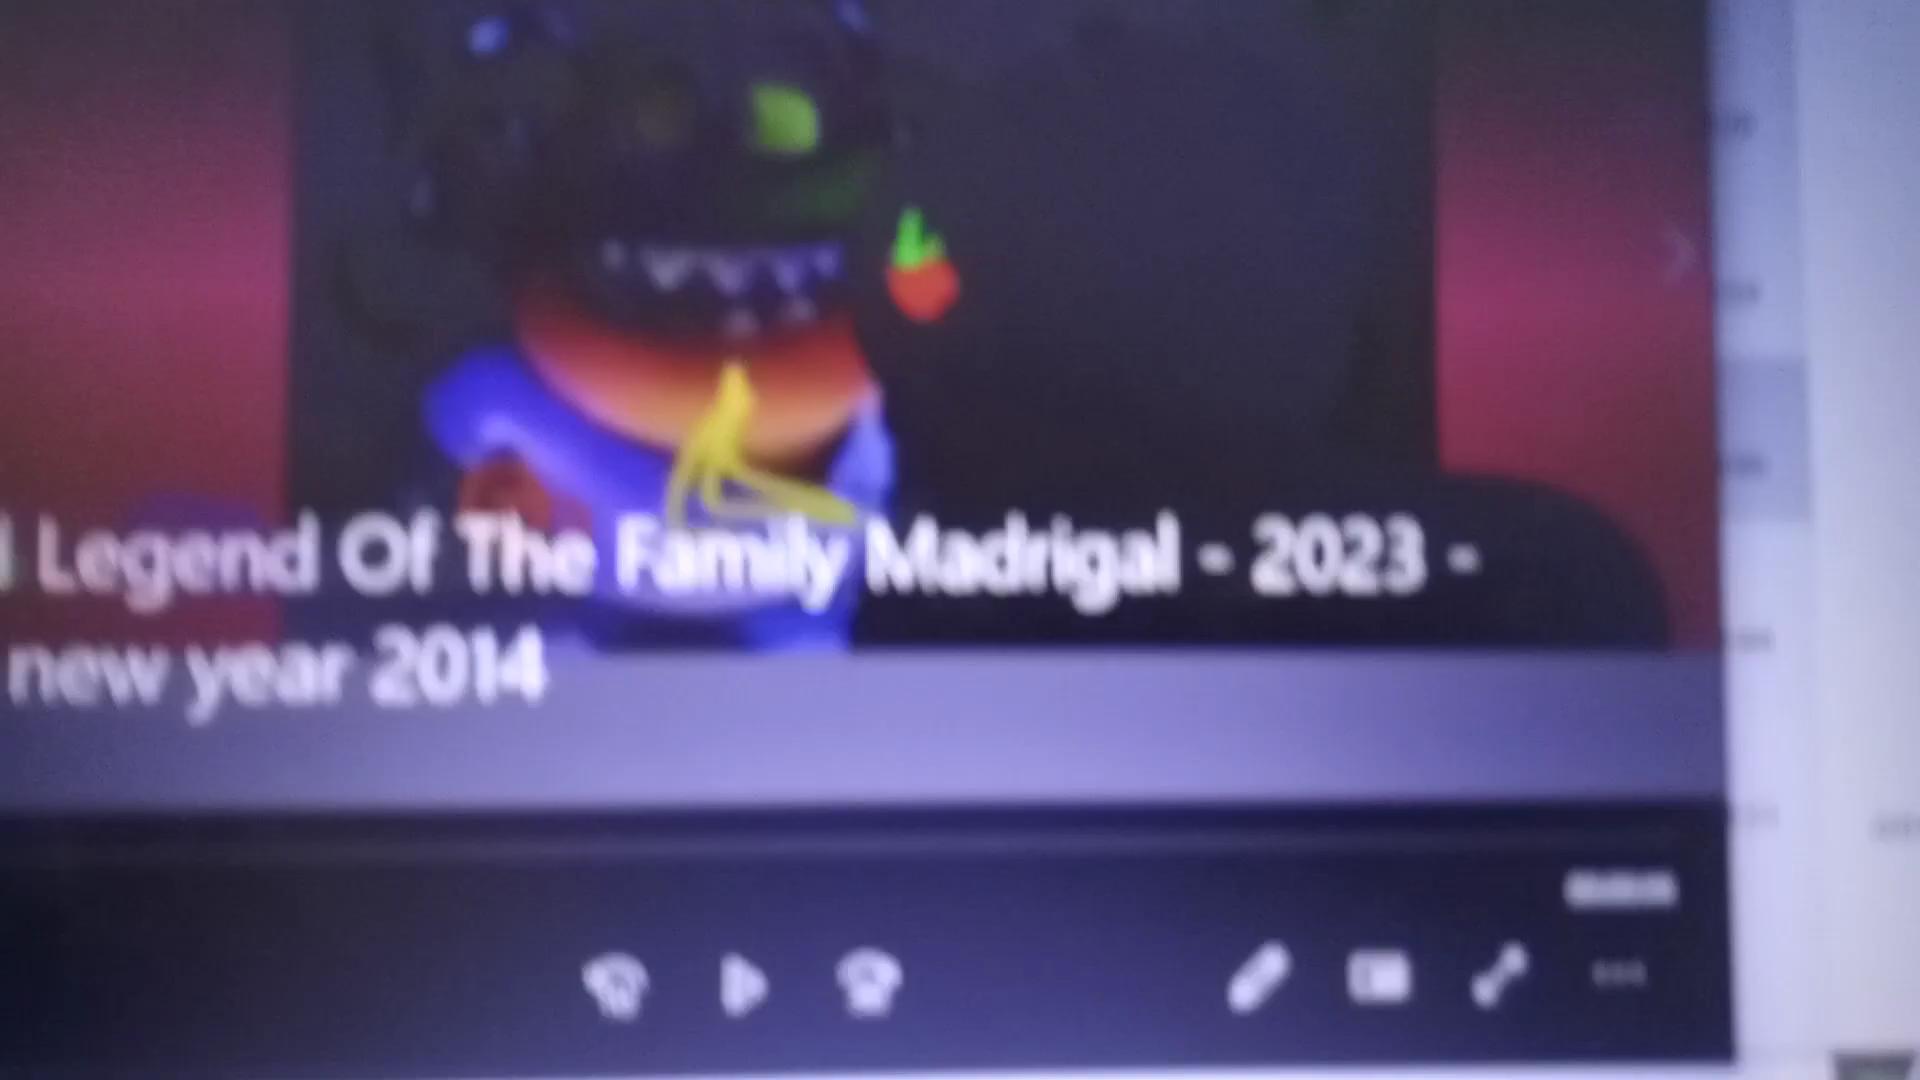 Legend Of The Family Madrigal - 2023 -
new year 2014